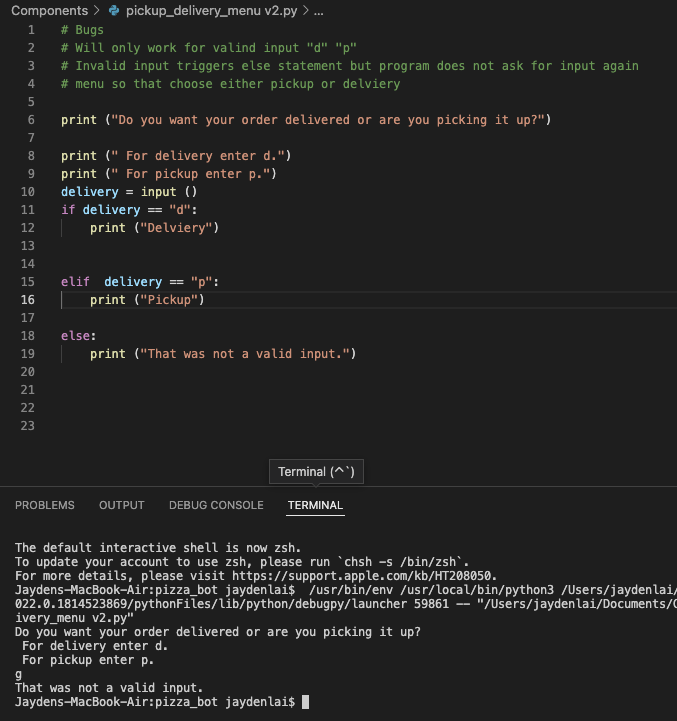 Components > pickup_delivery_menu v2.py > ...
1 # Bugs
2 # Will only work for valind input "d" "p"
3 # Invalid input triggers else statement but program does not ask for input again
4 # menu so that choose either pickup or delviery
5
6 print ("Do you want your order delivered or are you picking it up?")
7
8 print (" For delivery enter d.")
9 print (" For pickup enter p.")
10 delivery = input ()
11 if delivery == "d":
12     print ("Delviery")
13
14
15 elif  delivery == "p":
16     print ("Pickup")
17
18 else:
19     print ("That was not a valid input.")
20
21
22
23
Terminal (^`)
PROBLEMS OUTPUT DEBUG CONSOLE TERMINAL
The default interactive shell is now zsh.
To update your account to use zsh, please run `chsh -s /bin/zsh`.
For more details, please visit https://support.apple.com/kb/HT208050.
Jaydens-MacBook-Air:pizza_bot jaydenlai$  /usr/bin/env /usr/local/bin/python3 /Users/jaydenlai/
022.0.1814523869/pythonFiles/lib/python/debugpy/launcher 59861 -- "/Users/jaydenlai/Documents/
ivery_menu v2.py"
Do you want your order delivered or are you picking it up?
 For delivery enter d.
 For pickup enter p.
g
That was not a valid input.
Jaydens-MacBook-Air:pizza_bot jaydenlai$